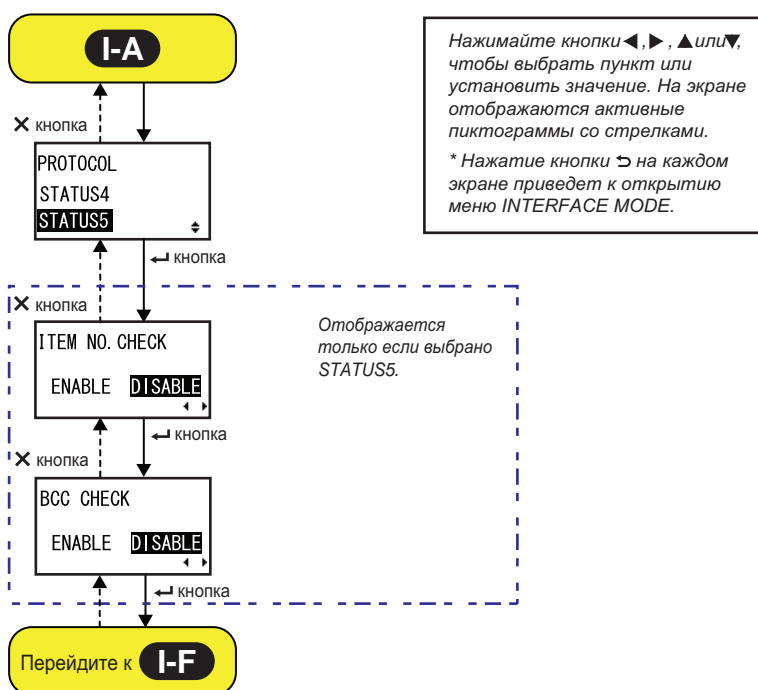 I-A
Нажимайте кнопки◀,▶ , ▲или▼,
чтобы выбрать пункт или
установить значение. На экране
отображаются активные
пиктограммы со стрелками.
* Нажатие кнопки ⮌ на каждом
экране приведет к открытию
меню INTERFACE MODE.
✕ кнопка
PROTOCOL
STATUS4
STATUS5
↵ кнопка
✕ кнопка
ITEM NO.CHECK
ENABLE DISABLE
Отображается
только если выбрано
STATUS5.
↵ кнопка
✕ кнопка
BCC CHECK
ENABLE DISABLE
↵ кнопка
Перейдите к I-F